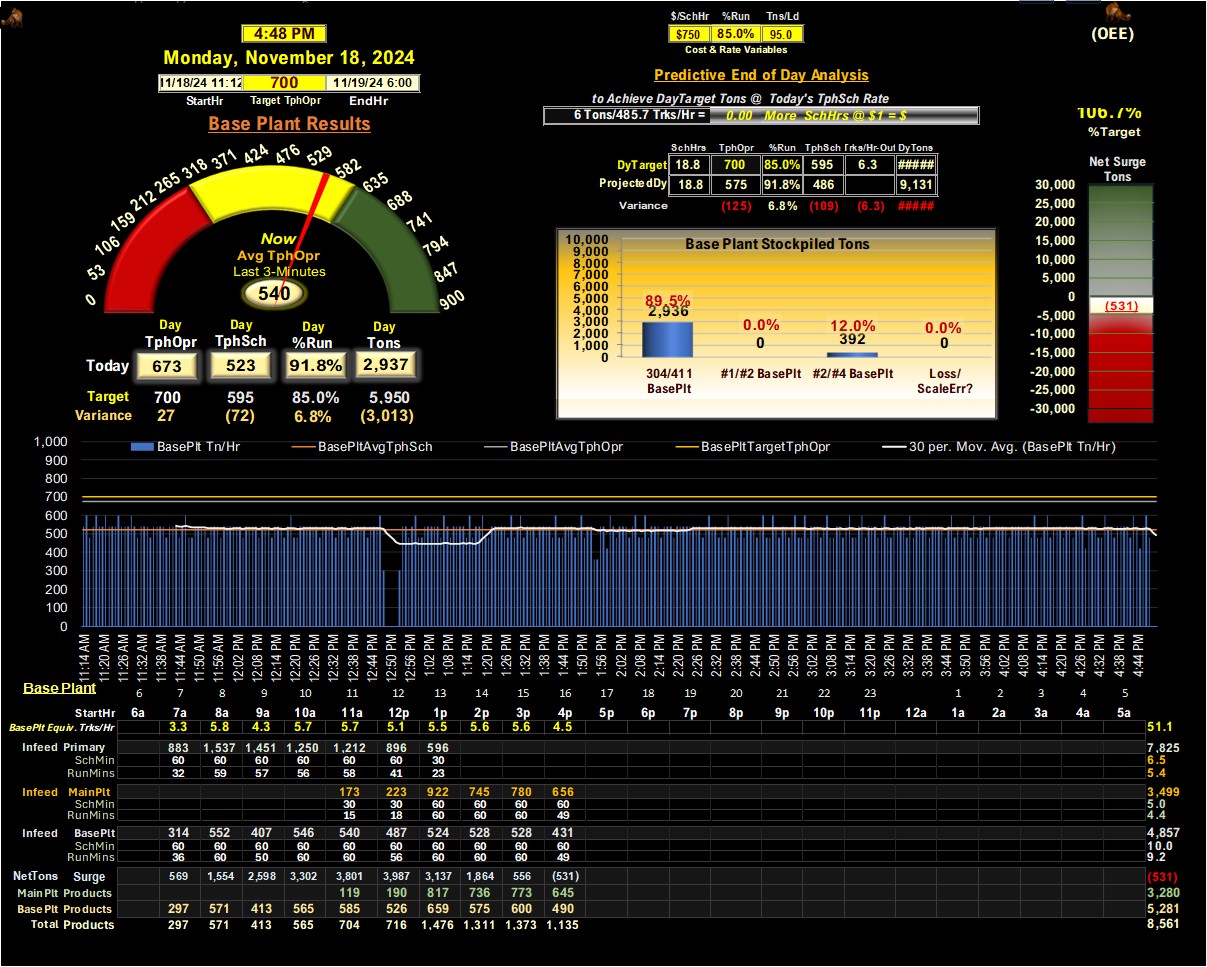 4:48 PM
Monday, November 18, 2024
11/18/24 11:12 700 11/19/24 6:00
StartHr Target TphOpr EndHr
Base Plant Results
0 53 106 159 212 265 318 371 424 476 529 582 635 688 741 794 847 900
Now
Avg TphOpr
Last 3-Minutes
540
Day Day Day Day
TphOpr TphSch %Run Tons
Today 673 523 91.8% 2,937
Target 700 595 85.0% 5,950
Variance 27 (72) 6.8% (3,013)
$/SchHr %Run Tns/Ld
$750 85.0% 95.0
Cost & Rate Variables
Predictive End of Day Analysis
to Achieve DayTarget Tons @ Today's TphSch Rate
6 Tons/485.7 Trks/Hr = 0.00 More SchHrs @ $1 = $
SchHrs TphOpr %Run TphSch Trks/Hr-Out DyTons
DyTarget 18.8 700 85.0% 595 6.3 #####
ProjectedDy 18.8 575 91.8% 486 9,131
Variance (125) 6.8% (109) (6.3) #####
Base Plant Stockpiled Tons
10,000
9,000
8,000
7,000
6,000
5,000
4,000
3,000
2,000
1,000
0
89.5% 0.0% 12.0% 0.0%
2,936 0 392 0
304/411 BasePlt
#1/#2 BasePlt
#2/#4 BasePlt
Loss/ ScaleErr?
(OEE)
106.7%
%Target
Net Surge
Tons
30,000
25,000
20,000
15,000
10,000
5,000
0
(531)
-5,000
-10,000
-15,000
-20,000
-25,000
-30,000
BasePlt Tn/Hr BasePltAvgTphSch BasePltAvgTphOpr BasePltTargetTphOpr 30 per. Mov. Avg. (BasePlt Tn/Hr)
1,000
900
800
700
600
500
400
300
200
100
0
11:14 AM 11:20 AM 11:26 AM 11:32 AM 11:38 AM 11:44 AM 11:50 AM 11:56 AM 12:02 PM 12:08 PM 12:14 PM 12:20 PM 12:26 PM 12:32 PM 12:38 PM 12:44 PM 12:50 PM 12:56 PM 1:02 PM 1:08 PM 1:14 PM 1:20 PM 1:26 PM 1:32 PM 1:38 PM 1:44 PM 1:50 PM 1:56 PM 2:02 PM 2:08 PM 2:14 PM 2:20 PM 2:26 PM 2:32 PM 2:38 PM 2:44 PM 2:50 PM 2:56 PM 3:02 PM 3:08 PM 3:14 PM 3:20 PM 3:26 PM 3:32 PM 3:38 PM 3:44 PM 3:50 PM 3:56 PM 4:02 PM 4:08 PM 4:14 PM 4:20 PM 4:26 PM 4:32 PM 4:38 PM 4:44 PM
Base Plant 6 7 8 9 10 11 12 13 14 15 16 17 18 19 20 21 22 23 1 2 3 4 5
StartHr 6a 7a 8a 9a 10a 11a 12p 1p 2p 3p 4p 5p 6p 7p 8p 9p 10p 11p 12a 1a 2a 3a 4a 5a
BasePlt Equiv. Trks/Hr 3.3 5.8 4.3 5.7 5.7 5.1 5.5 5.6 5.6 4.5 51.1
Infeed Primary 883 1,537 1,451 1,250 1,212 896 596 7,825
SchMin 60 60 60 60 60 60 30 6.5
RunMins 32 59 57 56 58 41 23 5.4
Infeed MainPlt 173 223 922 745 780 656 3,499
SchMin 30 30 60 60 60 60 5.0
RunMins 15 18 60 60 60 49 4.4
Infeed BasePlt 314 552 407 546 540 487 524 528 528 431 4,857
SchMin 60 60 60 60 60 60 60 60 60 60 10.0
RunMins 36 60 50 60 60 56 60 60 60 49 9.2
NetTons Surge 569 1,554 2,598 3,302 3,801 3,987 3,137 1,864 556 (531) (531)
MainPlt Products 119 190 817 736 773 645 3,280
BasePlt Products 297 571 413 565 585 526 659 575 600 490 5,281
Total Products 297 571 413 565 704 716 1,476 1,311 1,373 1,135 8,561